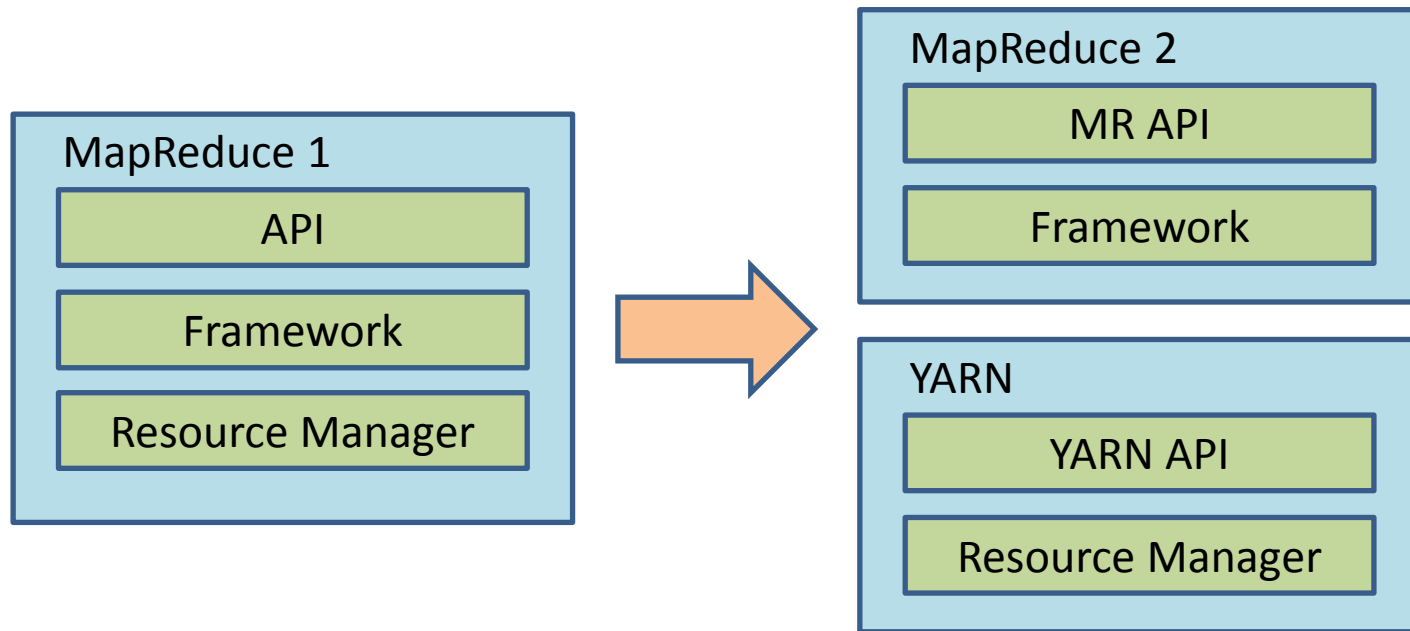 MapReduce 1
API
Framework
Resource Manager
MapReduce 2
MR API
Framework
YARN
YARN API
Resource Manager